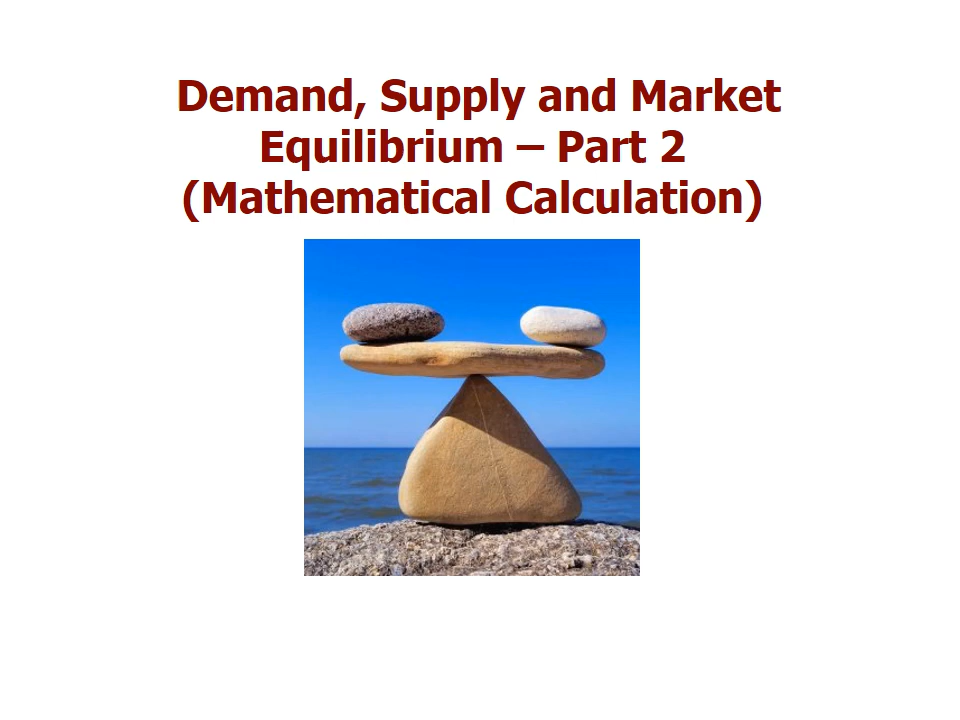 Demand, Supply and Market
Equilibrium – Part 2
(Mathematical Calculation)